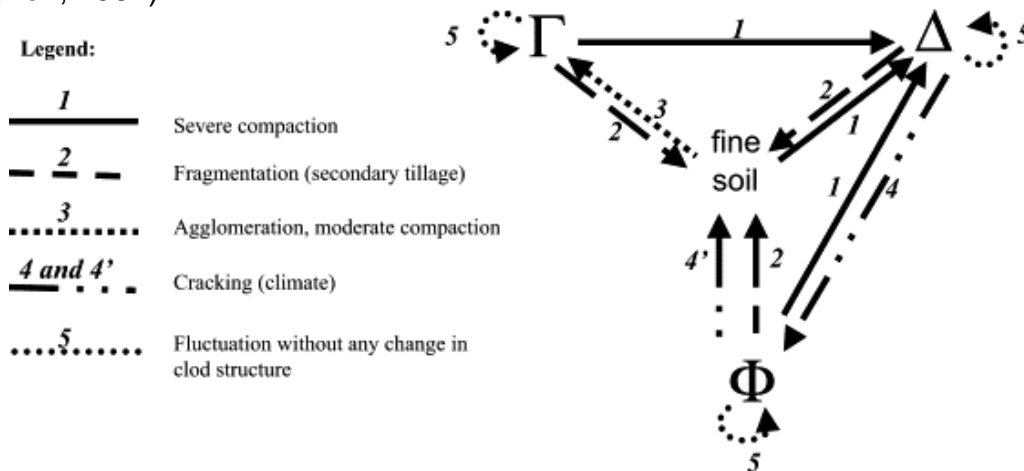 Legend:
1
Severe compaction
2
Fragmentation (secondary tillage)
3
Agglomeration, moderate compaction
4 and 4'
Cracking (climate)
5
Fluctuation without any change in
clod structure
5 Γ 1 Δ 5
3 2
2 1
fine
soil
1 4
4' 2
Φ
5